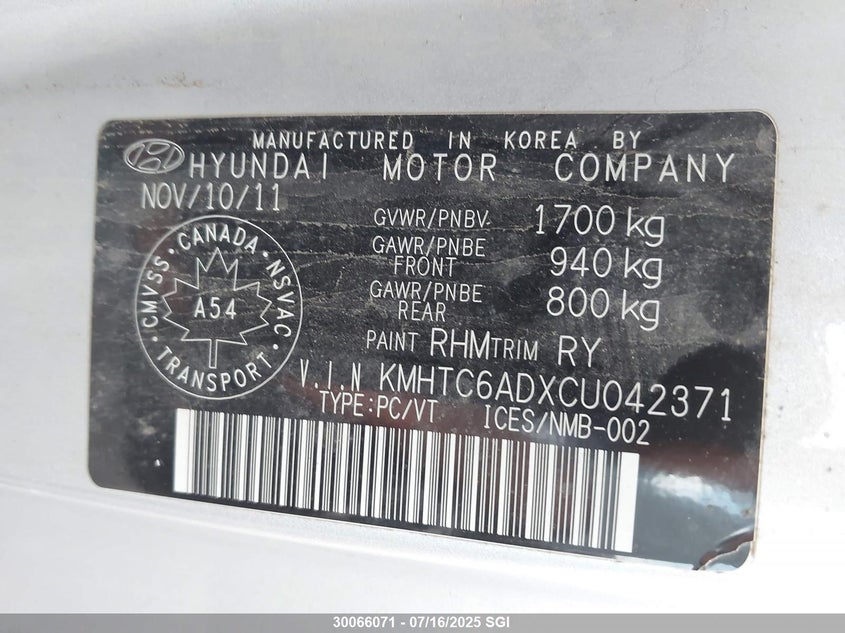 MANUFACTURED IN KOREA BY
HYUNDAI MOTOR COMPANY
NOV/10/11
GVWR/PNBV 1700 kg
GAWR/PNBE FRONT 940 kg
GAWR/PNBE REAR 800 kg
CANADA · NSVAC · TRANSPORT · CMVSS ·
A54
PAINT RHM TRIM RY
V.I.N KMHTC6ADXCU042371
TYPE:PC/VT ICES/NMB-002
30066071 - 07/16/2025 SGI